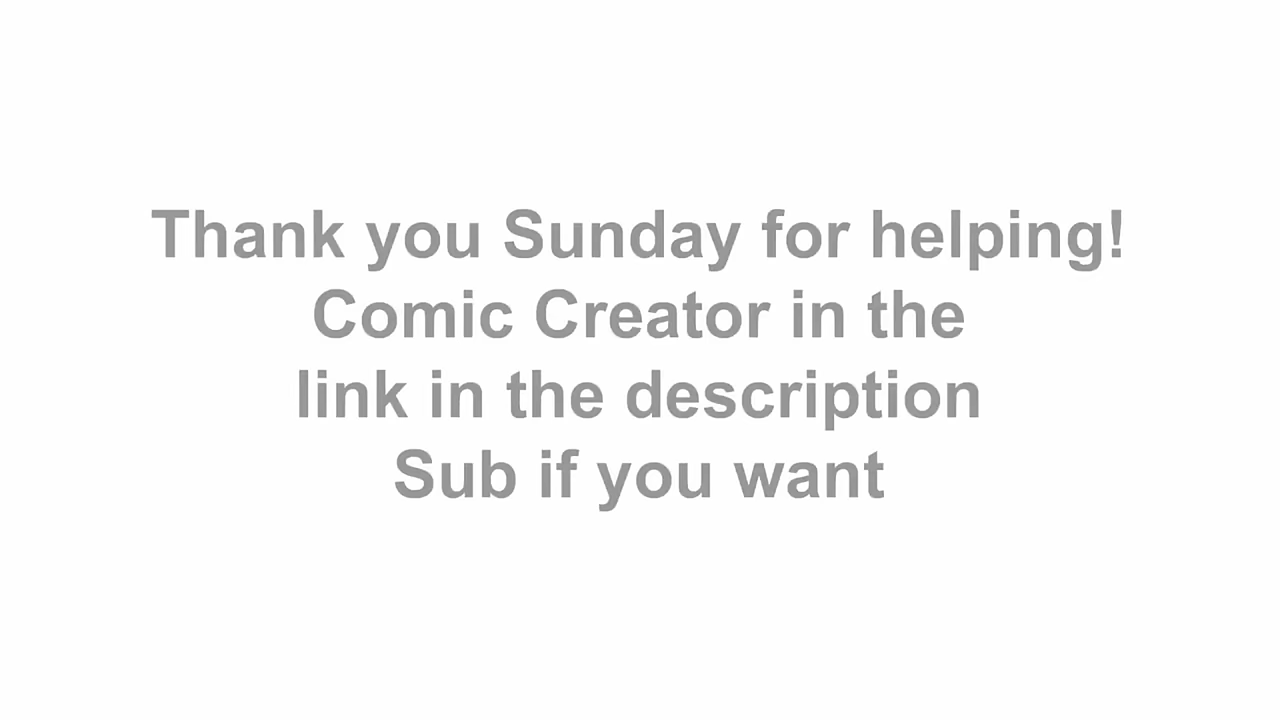 Thank you Sunday for helping!
Comic Creator in the
link in the description
Sub if you want